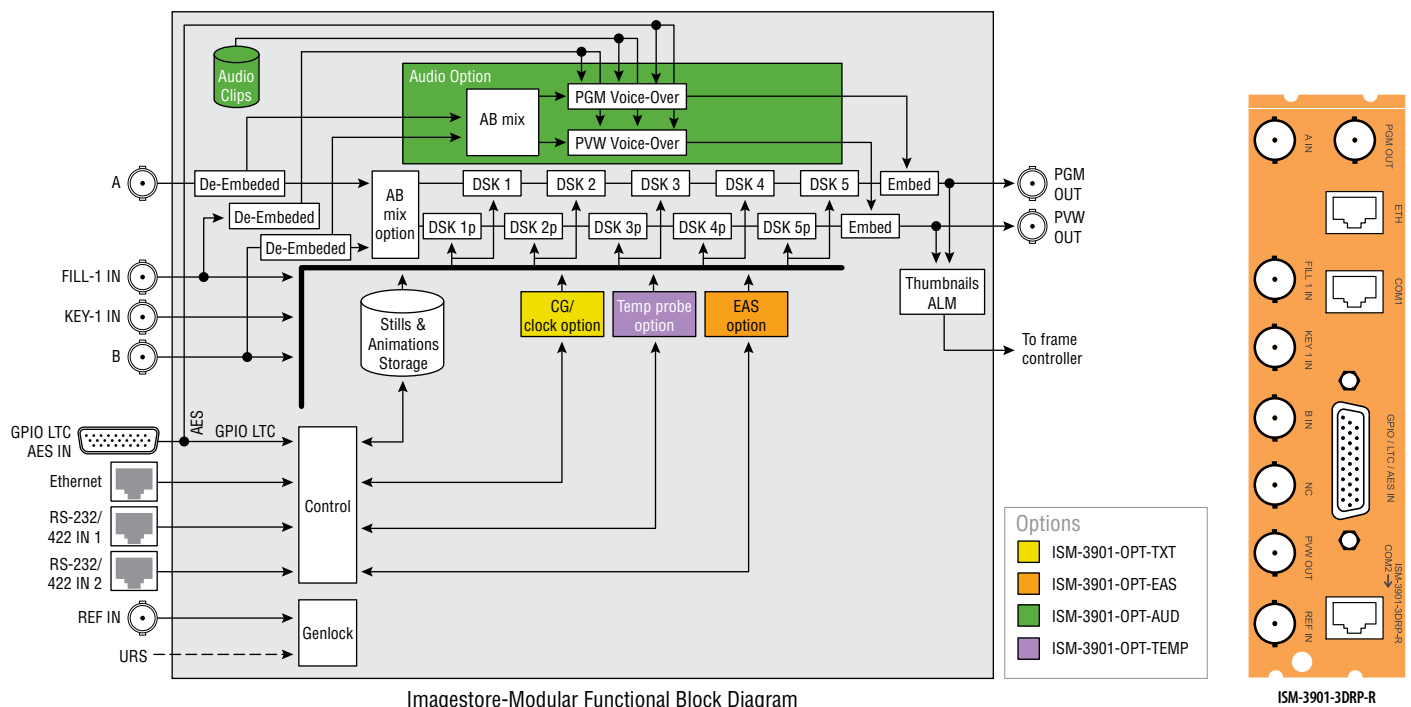 Audio
Clips
Audio Option
AB mix
PGM Voice-Over
PVW Voice-Over
A
De-Embeded
De-Embeded
De-Embeded
AB
mix
option
DSK 1
DSK 2
DSK 3
DSK 4
DSK 5
Embed
DSK 1p
DSK 2p
DSK 3p
DSK 4p
DSK 5p
Embed
PGM
OUT
PVW
OUT
FILL-1 IN
KEY-1 IN
B
Stills &
Animations
Storage
CG/
clock option
Temp probe
option
EAS
option
Thumbnails
ALM
To frame
controller
GPIO LTC
AES IN
AES
GPIO LTC
Ethernet
RS-232/
422 IN 1
RS-232/
422 IN 2
Control
REF IN
URS
Genlock
Options
ISM-3901-OPT-TXT
ISM-3901-OPT-EAS
ISM-3901-OPT-AUD
ISM-3901-OPT-TEMP
Imagestore-Modular Functional Block Diagram
A IN
PGM OUT
ETH
FILL 1 IN
COM1
KEY 1 IN
B IN
GPIO / LTC / AES IN
NC
PVW OUT
ISM-3901-3DRP-R
COM2→
REF IN
ISM-3901-3DRP-R